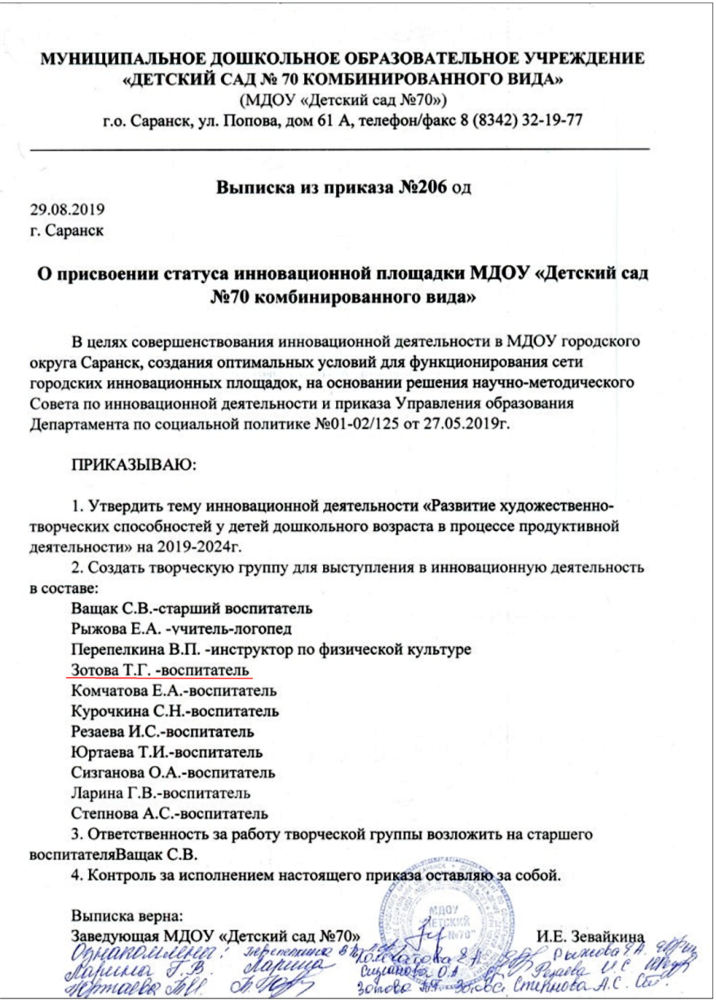 МУНИЦИПАЛЬНОЕ ДОШКОЛЬНОЕ ОБРАЗОВАТЕЛЬНОЕ УЧРЕЖДЕНИЕ
«ДЕТСКИЙ САД № 70 КОМБИНИРОВАННОГО ВИДА»
(МДОУ «Детский сад №70»)
г.о. Саранск, ул. Попова, дом 61 А, телефон/факс 8 (8342) 32-19-77
Выписка из приказа №206 од
29.08.2019
г. Саранск
О присвоении статуса инновационной площадки МДОУ «Детский сад
№70 комбинированного вида»
В целях совершенствования инновационной деятельности в МДОУ городского
округа Саранск, создания оптимальных условий для функционирования сети
городских инновационных площадок, на основании решения научно-методического
Совета по инновационной деятельности и приказа Управления образования
Департамента по социальной политике №01-02/125 от 27.05.2019г.
ПРИКАЗЫВАЮ:
1. Утвердить тему инновационной деятельности «Развитие художественно-
творческих способностей у детей дошкольного возраста в процессе продуктивной
деятельности» на 2019-2024г.
2. Создать творческую группу для выступления в инновационную деятельность
в составе:
Ващак С.В.-старший воспитатель
Рыжова Е.А. -учитель-логопед
Перепелкина В.П. -инструктор по физической культуре
Зотова Т.Г. -воспитатель
Комчатова Е.А.-воспитатель
Курочкина С.Н.-воспитатель
Резаева И.С.-воспитатель
Юртаева Т.И.-воспитатель
Сизганова О.А.-воспитатель
Ларина Г.В.-воспитатель
Степнова А.С.-воспитатель
3. Ответственность за работу творческой группы возложить на старшего
воспитателяВащак С.В.
4. Контроль за исполнением настоящего приказа оставляю за собой.
МДОУ
"ДЕТСКИЙ
№70"
Выписка верна:
Заведующая МДОУ «Детский сад №70» И.Е. Зевайкина
Ознакомлены: Перепелкина Комчатова Е.А. Рыжова Е.А.
Ларина Г.В. Ларина Сизганова О.А. Резаева И.С.
Юртаева Т.И. Зотова Т.Г. Зотова Степнова А.С.